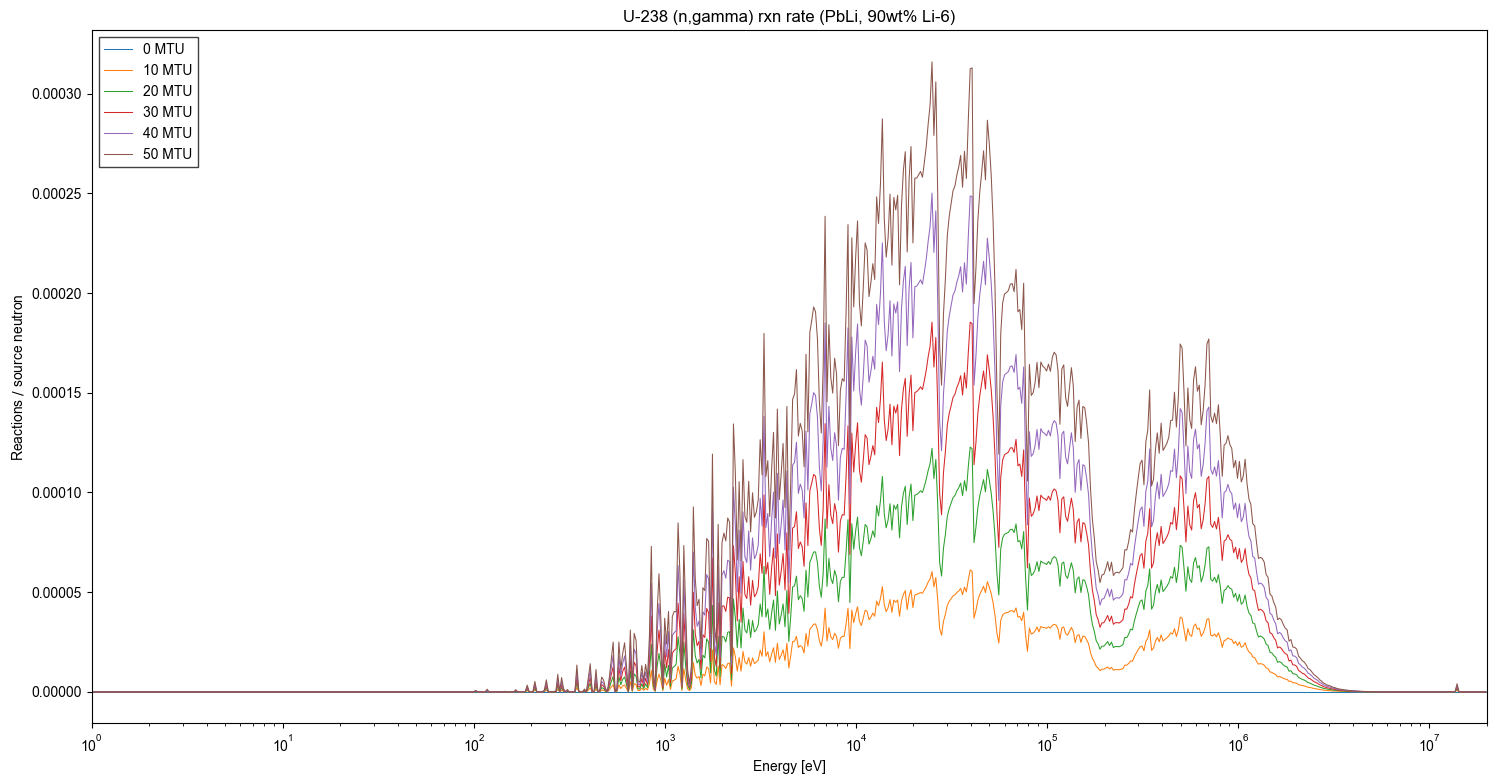 U-238 (n,gamma) rxn rate (PbLi, 90wt% Li-6)
0 MTU
10 MTU
20 MTU
30 MTU
40 MTU
50 MTU
Reactions / source neutron
0.00030
0.00025
0.00020
0.00015
0.00010
0.00005
0.00000
10⁰ 10¹ 10² 10³ 10⁴ 10⁵ 10⁶ 10⁷
Energy [eV]